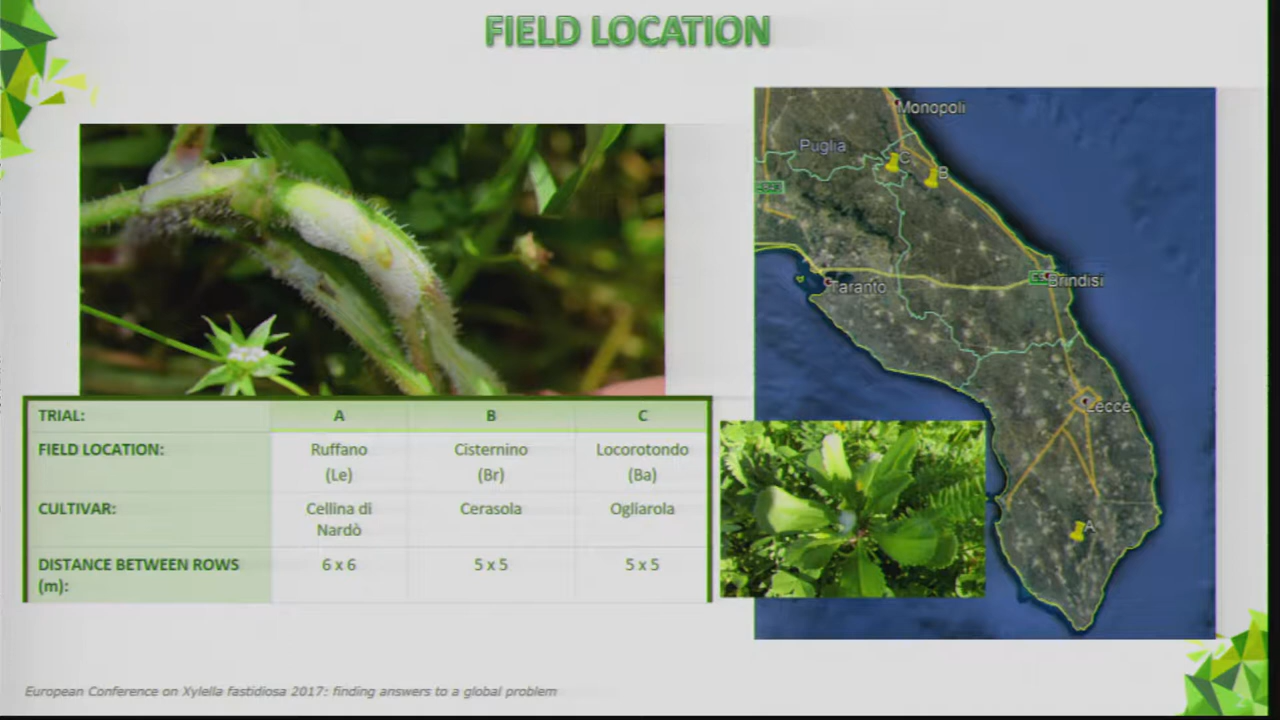 FIELD LOCATION
TRIAL: A B C
FIELD LOCATION: Ruffano Cisternino Locorotondo
(Le) (Br) (Ba)
CULTIVAR: Cellina di Cerasola Ogliarola
Nardò
DISTANCE BETWEEN ROWS 6 x 6 5 x 5 5 x 5
(m):
Monopoli
Puglia
C
B
Taranto
Brindisi
Lecce
A
European Conference on Xylella fastidiosa 2017: finding answers to a global problem